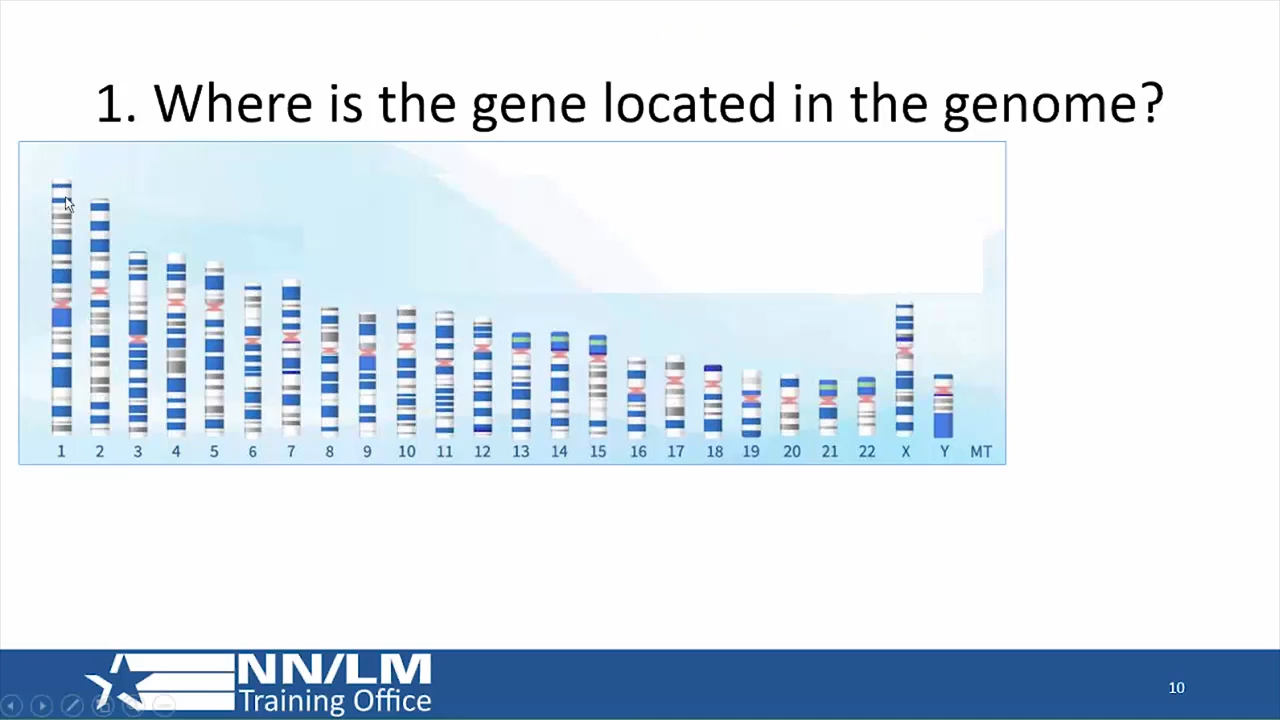 1. Where is the gene located in the genome?
1 2 3 4 5 6 7 8 9 10 11 12 13 14 15 16 17 18 19 20 21 22 X Y MT
NN/LM
Training Office
10